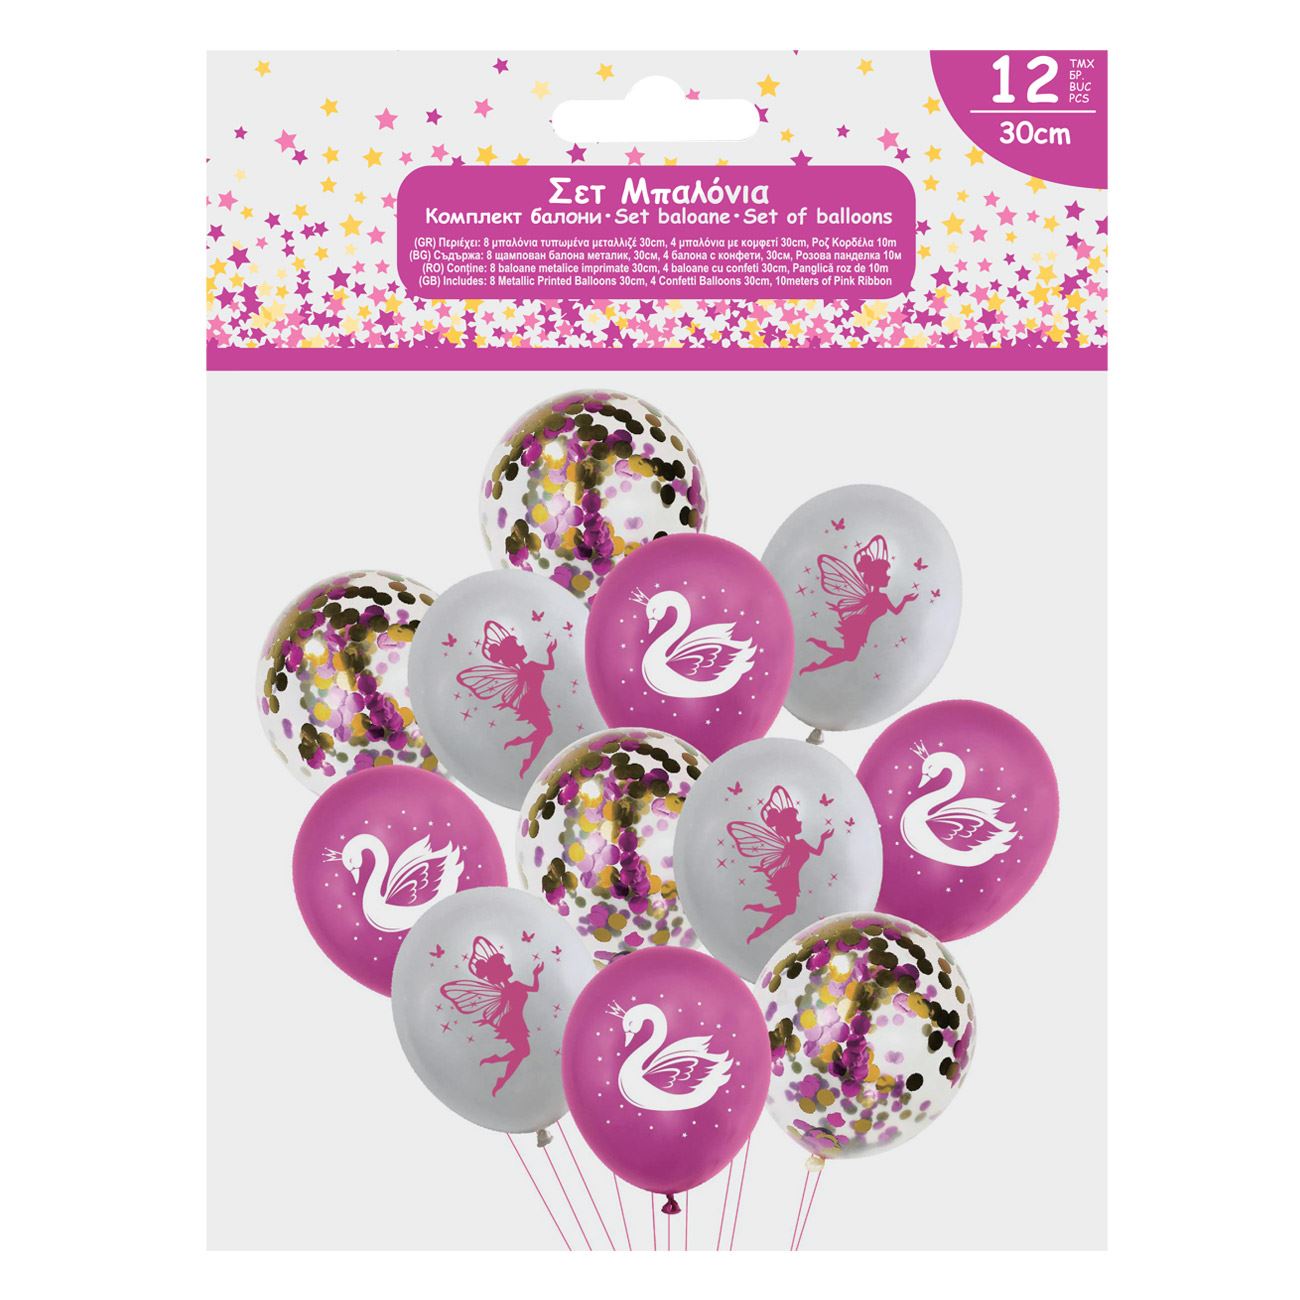 12 ΤΜΧ
БР.
BUC
PCS
30cm
Σετ Μπαλόνια
Комплект балони • Set baloane • Set of balloons
(GR) Περιέχει: 8 μπαλόνια τυπωμένα μεταλλιζέ 30cm, 4 μπαλόνια με κομφετί 30cm, Ροζ Κορδέλα 10m
(BG) Съдържа: 8 щампован балона металик, 30см, 4 балона с конфети, 30см, Розова панделка 10м
(RO) Conține: 8 baloane metalice imprimate 30cm, 4 baloane cu confeti 30cm, Panglică roz de 10m
(GB) Includes: 8 Metallic Printed Balloons 30cm, 4 Confetti Balloons 30cm, 10meters of Pink Ribbon